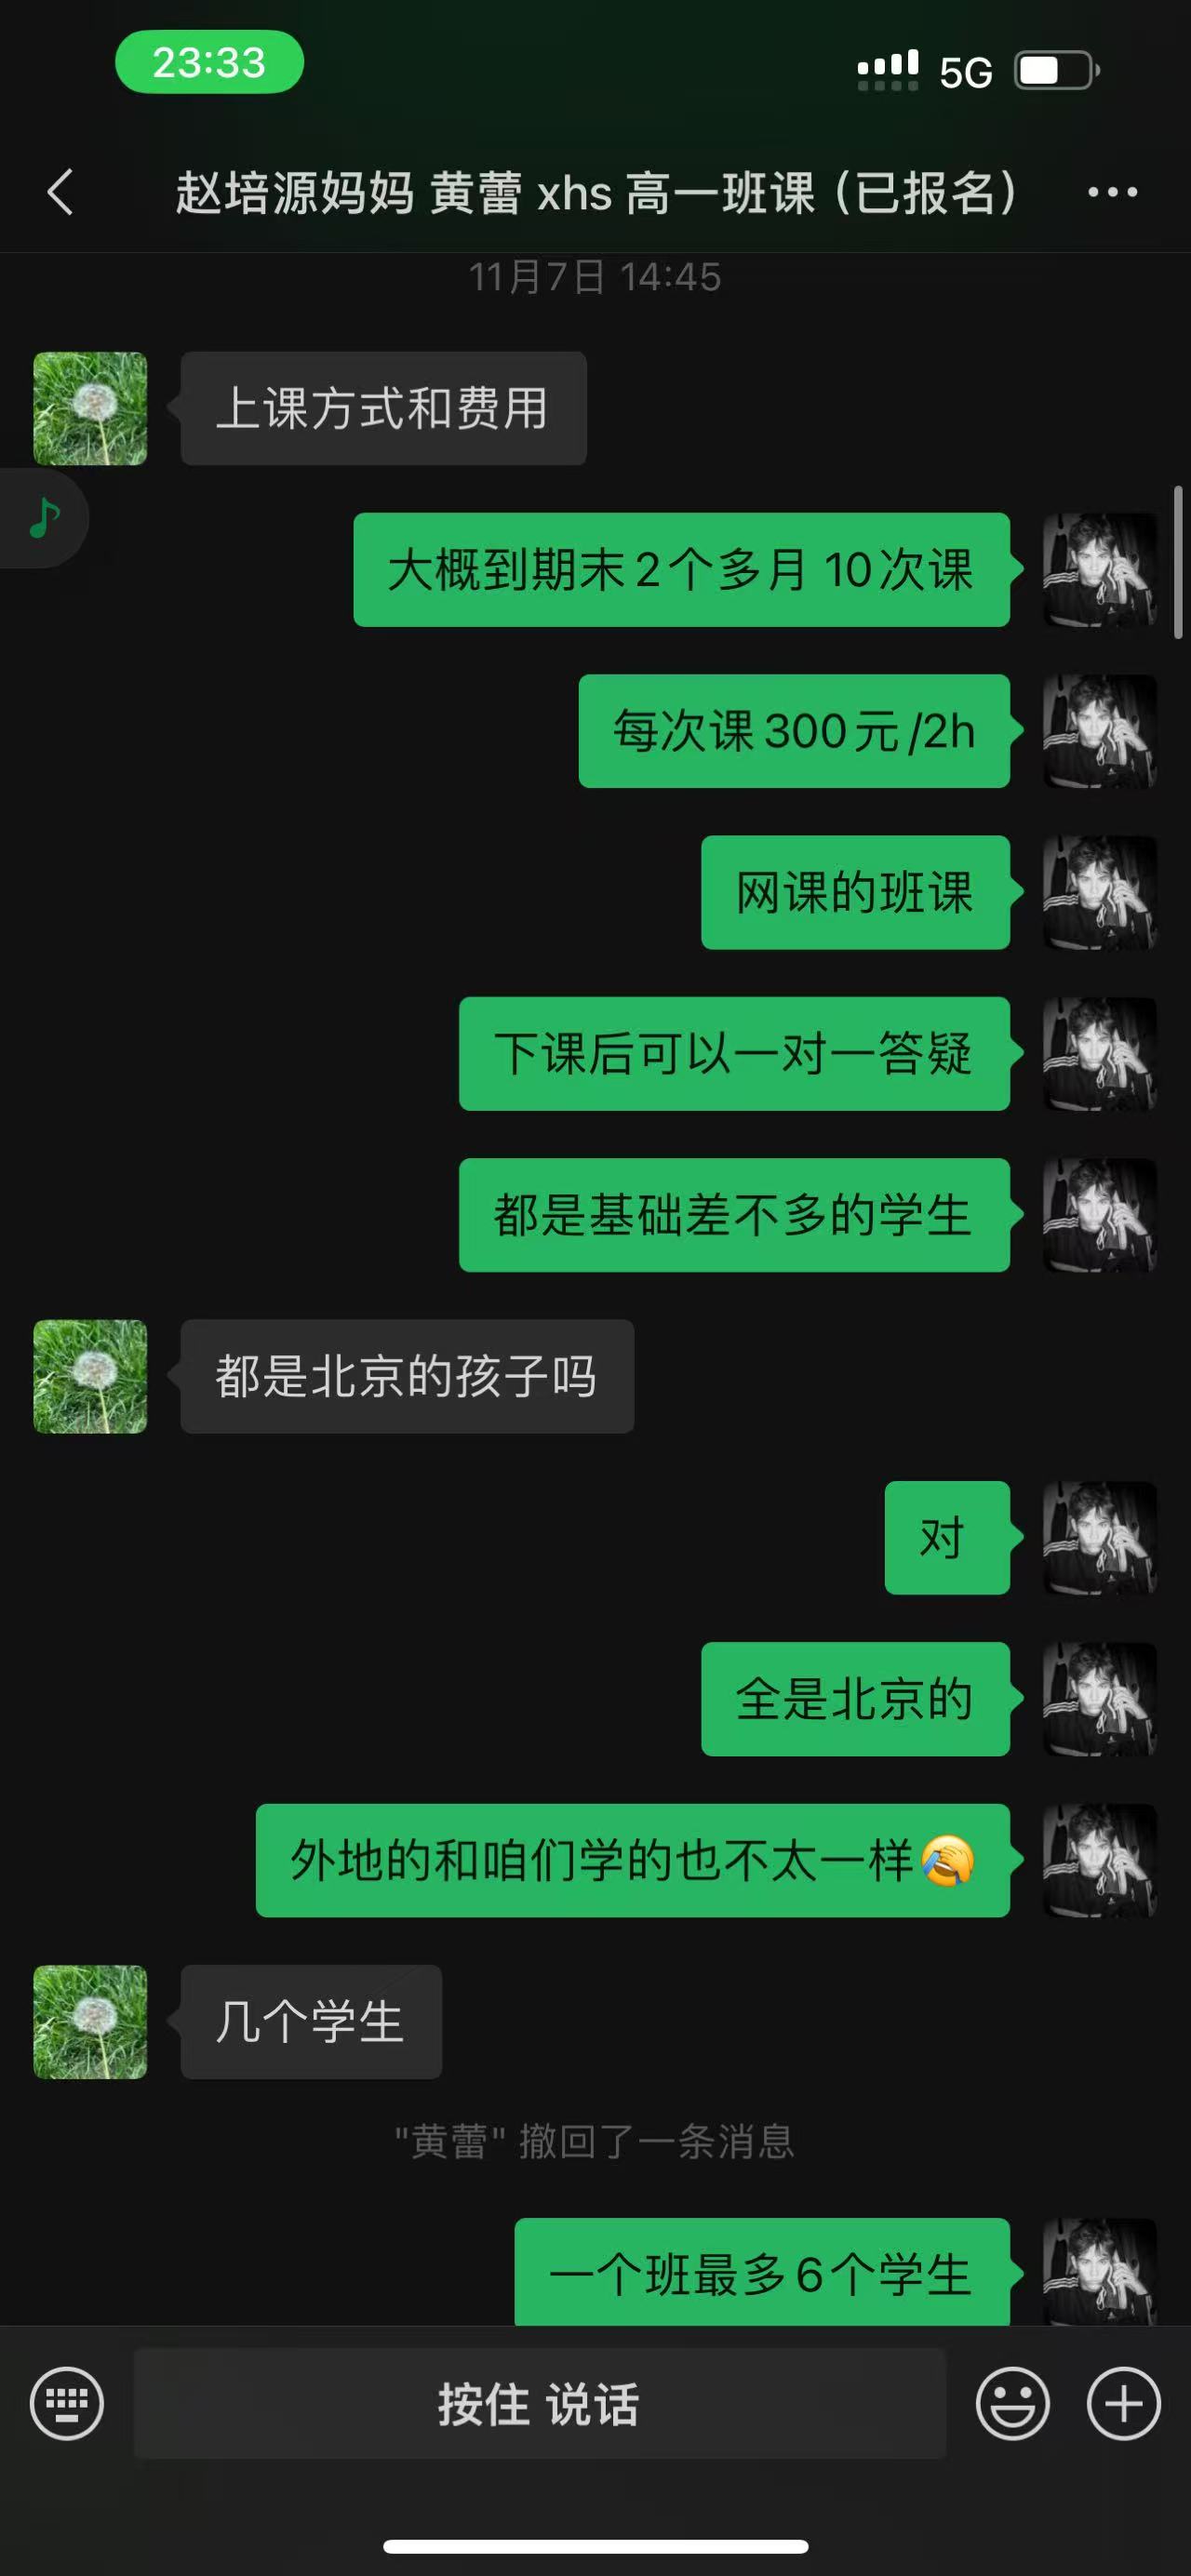 23:33
5G
赵培源妈妈 黄蕾 xhs 高一班课（已报名）
11月7日 14:45
上课方式和费用
大概到期末2个多月 10次课
每次课300元/2h
网课的班课
下课后可以一对一答疑
都是基础差不多的学生
都是北京的孩子吗
对
全是北京的
外地的和咱们学的也不太一样🤦
几个学生
"黄蕾" 撤回了一条消息
一个班最多6个学生
按住 说话